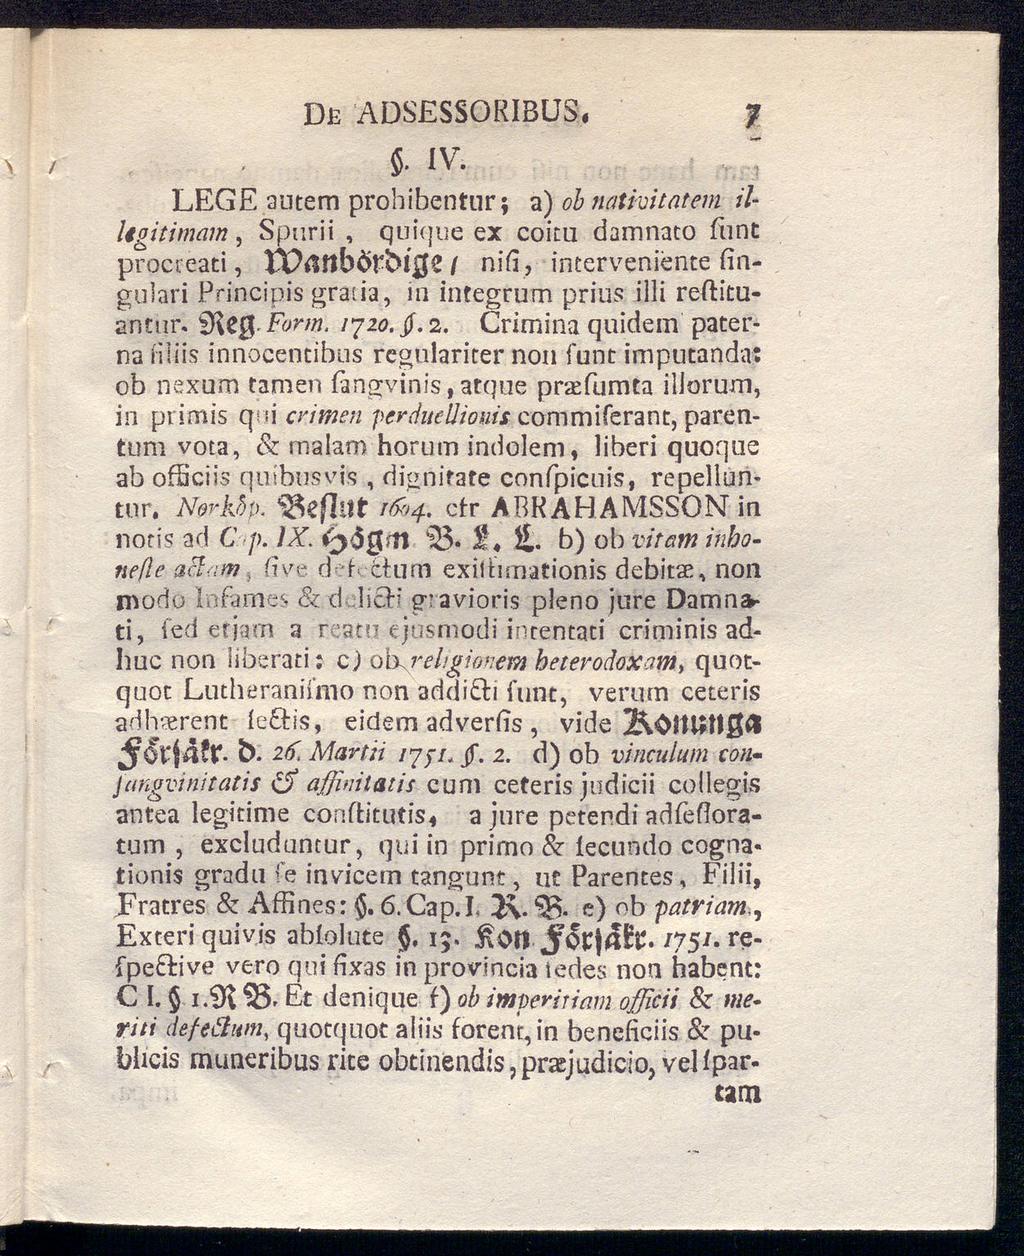 DE ADSESSORIBUS. 7
§. IV.
LEGE autem prohibentur; a) ob nativitatem il-
legitimam, Spurii, quique ex coitu damnato ſunt
procreati, Wanbördige/ niſi, interveniente ſin-
gulari Principis gratia, in integrum prius illi reſtitu-
antur. Reg. Form. 1720. §. 2. Crimina quidem pater-
na filiis innocentibus regulariter non ſunt imputanda:
ob nexum tamen ſangvinis, atque præſumta illorum,
in primis qui crimen perduellionis commiſerant, paren-
tum vota, & malam horum indolem, liberi quoque
ab officiis quibusvis, dignitate conſpicuis, repellun-
tur. Norköp. Beſlut 1604. cfr ABRAHAMSSON in
notis ad Cap. IX. Högm B. L. L. b) ob vitam inho-
neſte actam, ſive defectum exiſtimationis debitæ, non
modo Infames & delicti gravioris pleno jure Damna-
ti, ſed etjam a reatu ejusmodi intentati criminis ad-
huc non liberati: c) ob religionem heterodoxam, quot-
quot Lutheraniſmo non addicti ſunt, verum ceteris
adhærent ſectis, eidem adverſis, vide Konunga
Förſäkr. d. 26. Martii 1751. §. 2. d) ob vinculum con-
ſangvinitatis & affinitatis cum ceteris judicii collegis
antea legitime conſtitutis, a jure petendi adſeſſora-
tum, excluduntur, qui in primo & ſecundo cogna-
tionis gradu ſe invicem tangunt, ut Parentes, Filii,
Fratres & Affines: §. 6. Cap. I. R. B. e) ob patriam,
Exteri quivis abſolute §. 13. Kon Förſäkr. 1751. re-
ſpective vero qui fixas in provincia ſedes non habent:
C I. § 1. R B. Et denique f) ob imperitiam officii & me-
riti defectum, quotquot aliis forent, in beneficiis & pu-
blicis muneribus rite obtinendis, præjudicio, vel ſpar-
tam